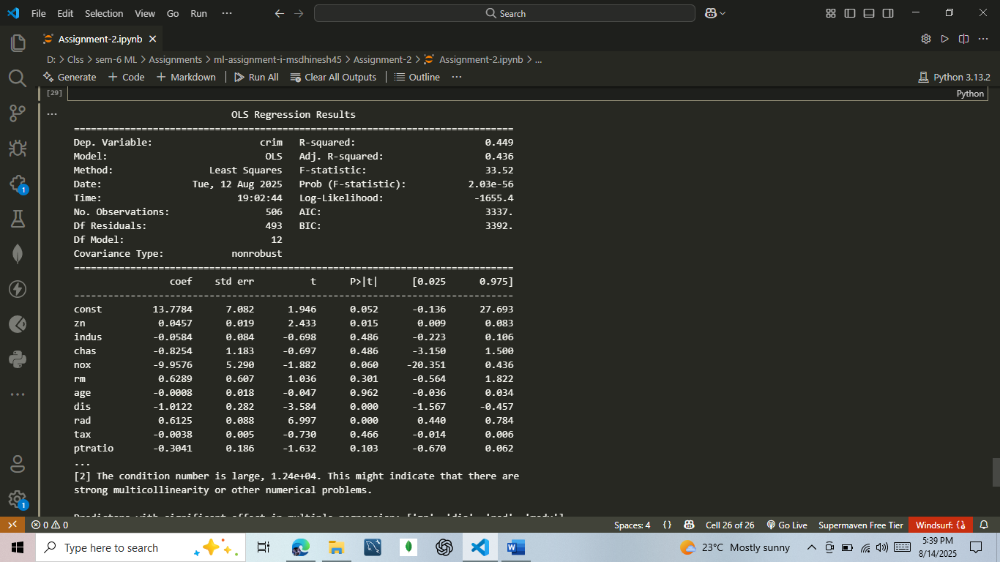 File Edit Selection View Go Run ··· Search
Assignment-2.ipynb
D: > Clss > sem-6 ML > Assignments > ml-assignment-i-msdhinesh45 > Assignment-2 > Assignment-2.ipynb > ...
Generate + Code + Markdown Run All Clear All Outputs Outline ··· Python 3.13.2
[29] Python
... OLS Regression Results
==============================================================================
Dep. Variable: crim R-squared: 0.449
Model: OLS Adj. R-squared: 0.436
Method: Least Squares F-statistic: 33.52
Date: Tue, 12 Aug 2025 Prob (F-statistic): 2.03e-56
Time: 19:02:44 Log-Likelihood: -1655.4
No. Observations: 506 AIC: 3337.
Df Residuals: 493 BIC: 3392.
Df Model: 12
Covariance Type: nonrobust
==============================================================================
coef std err t P>|t| [0.025 0.975]
------------------------------------------------------------------------------
const 13.7784 7.082 1.946 0.052 -0.136 27.693
zn 0.0457 0.019 2.433 0.015 0.009 0.083
indus -0.0584 0.084 -0.698 0.486 -0.223 0.106
chas -0.8254 1.183 -0.697 0.486 -3.150 1.500
nox -9.9576 5.290 -1.882 0.060 -20.351 0.436
rm 0.6289 0.607 1.036 0.301 -0.564 1.822
age -0.0008 0.018 -0.047 0.962 -0.036 0.034
dis -1.0122 0.282 -3.584 0.000 -1.567 -0.457
rad 0.6125 0.088 6.997 0.000 0.440 0.784
tax -0.0038 0.005 -0.730 0.466 -0.014 0.006
ptratio -0.3041 0.186 -1.632 0.103 -0.670 0.062
...
[2] The condition number is large, 1.24e+04. This might indicate that there are
strong multicollinearity or other numerical problems.
Predictors with significant effect in multiple regression: ['zn', 'dis', 'rad', 'medv']
0 0 Spaces: 4 {} Cell 26 of 26 Go Live Supermaven Free Tier Windsurf: {}
Type here to search 23°C Mostly sunny 5:39 PM
8/14/2025
1
1